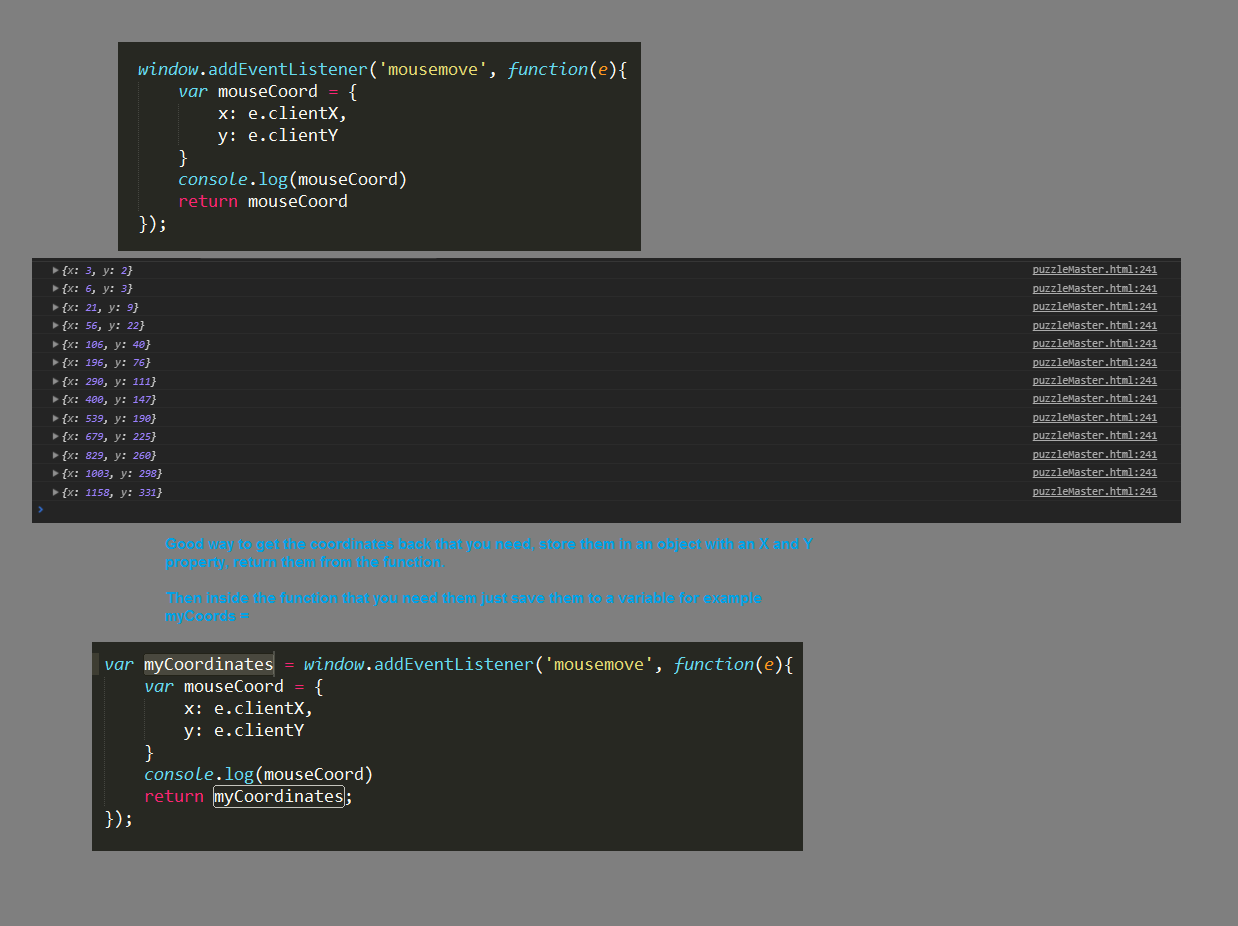 window.addEventListener('mousemove', function(e){
var mouseCoord = {
x: e.clientX,
y: e.clientY
}
console.log(mouseCoord)
return mouseCoord
});
▶{x: 3, y: 2} puzzleMaster.html:241
▶{x: 6, y: 3} puzzleMaster.html:241
▶{x: 21, y: 9} puzzleMaster.html:241
▶{x: 56, y: 22} puzzleMaster.html:241
▶{x: 106, y: 40} puzzleMaster.html:241
▶{x: 196, y: 76} puzzleMaster.html:241
▶{x: 290, y: 111} puzzleMaster.html:241
▶{x: 400, y: 147} puzzleMaster.html:241
▶{x: 539, y: 190} puzzleMaster.html:241
▶{x: 679, y: 225} puzzleMaster.html:241
▶{x: 829, y: 260} puzzleMaster.html:241
▶{x: 1003, y: 298} puzzleMaster.html:241
▶{x: 1158, y: 331} puzzleMaster.html:241
>
Good way to get the coordinates back that you need, store them in an object with an X and Y
property, return them from the function.
Then inside the function that you need them just save them to a variable for example
myCoords =
var myCoordinates = window.addEventListener('mousemove', function(e){
var mouseCoord = {
x: e.clientX,
y: e.clientY
}
console.log(mouseCoord)
return myCoordinates;
});